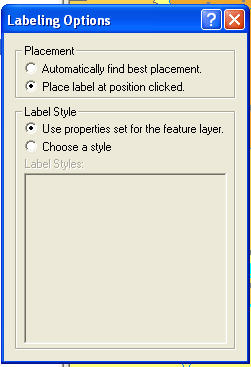 Labeling Options
Placement
Automatically find best placement.
Place label at position clicked.
Label Style
Use properties set for the feature layer.
Choose a style
Label Styles: